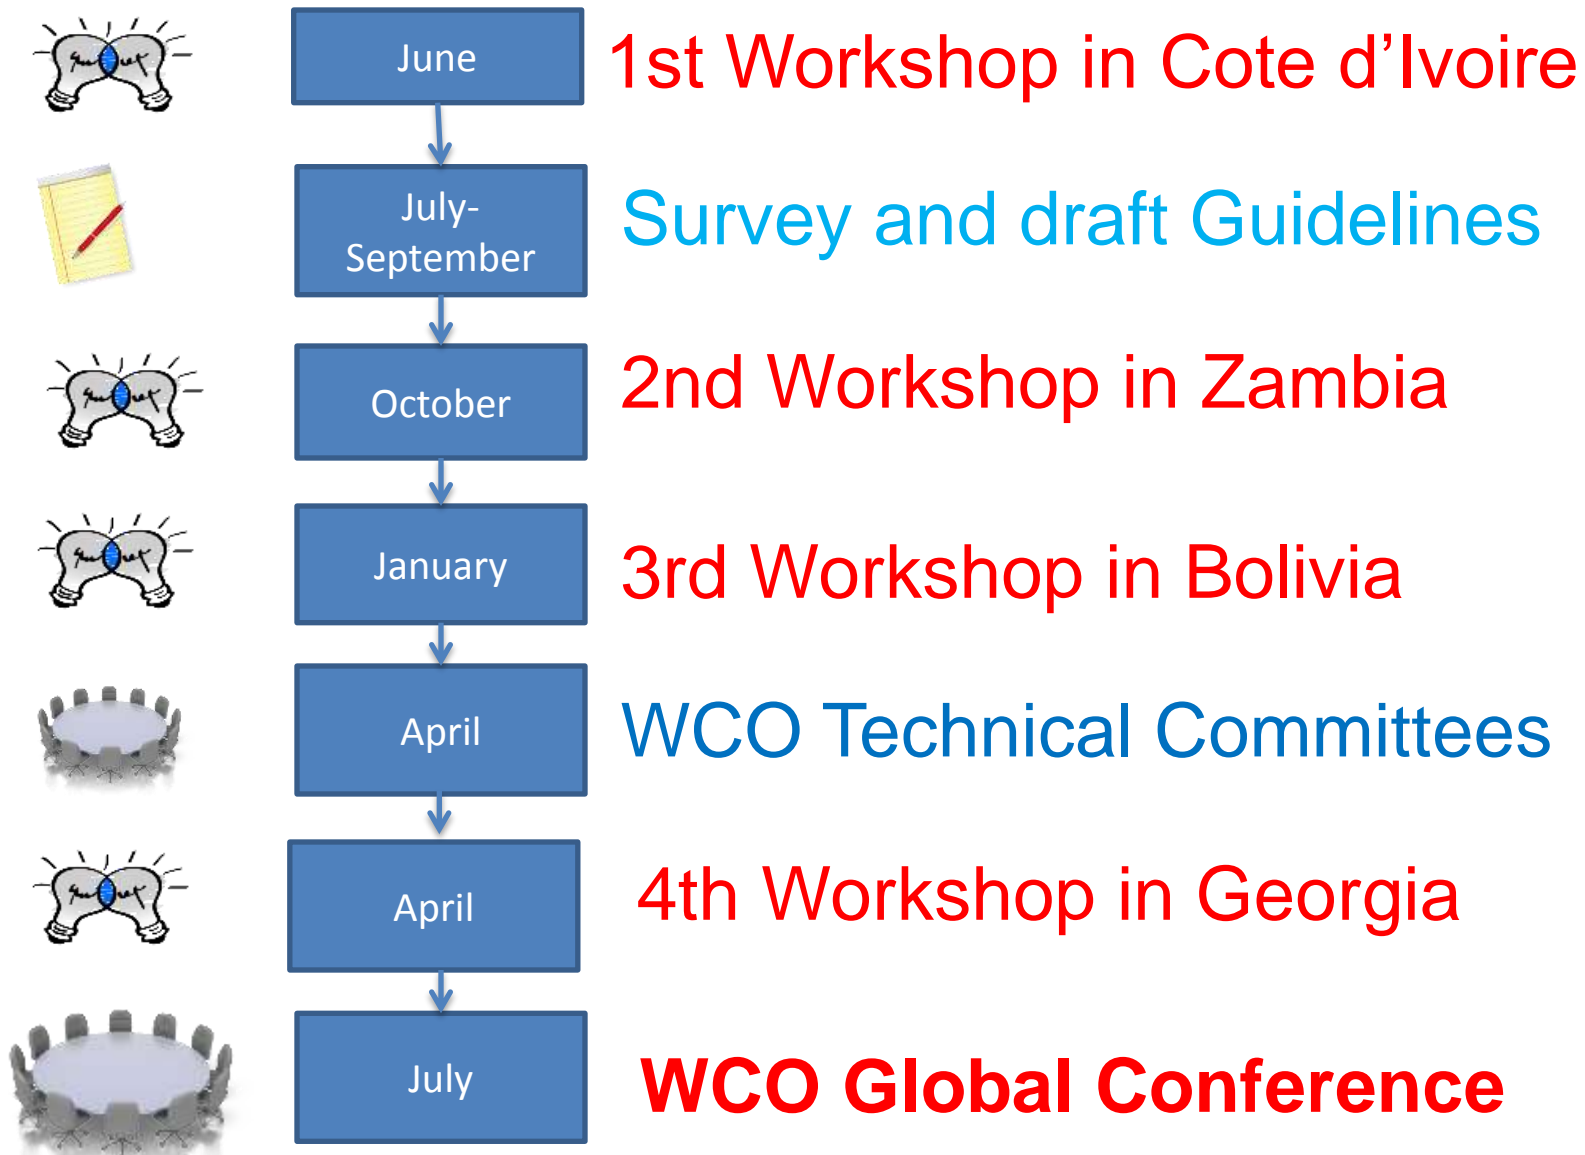 June
1st Workshop in Cote d’Ivoire
July-
September
Survey and draft Guidelines
October
2nd Workshop in Zambia
January
3rd Workshop in Bolivia
April
WCO Technical Committees
April
4th Workshop in Georgia
July
WCO Global Conference